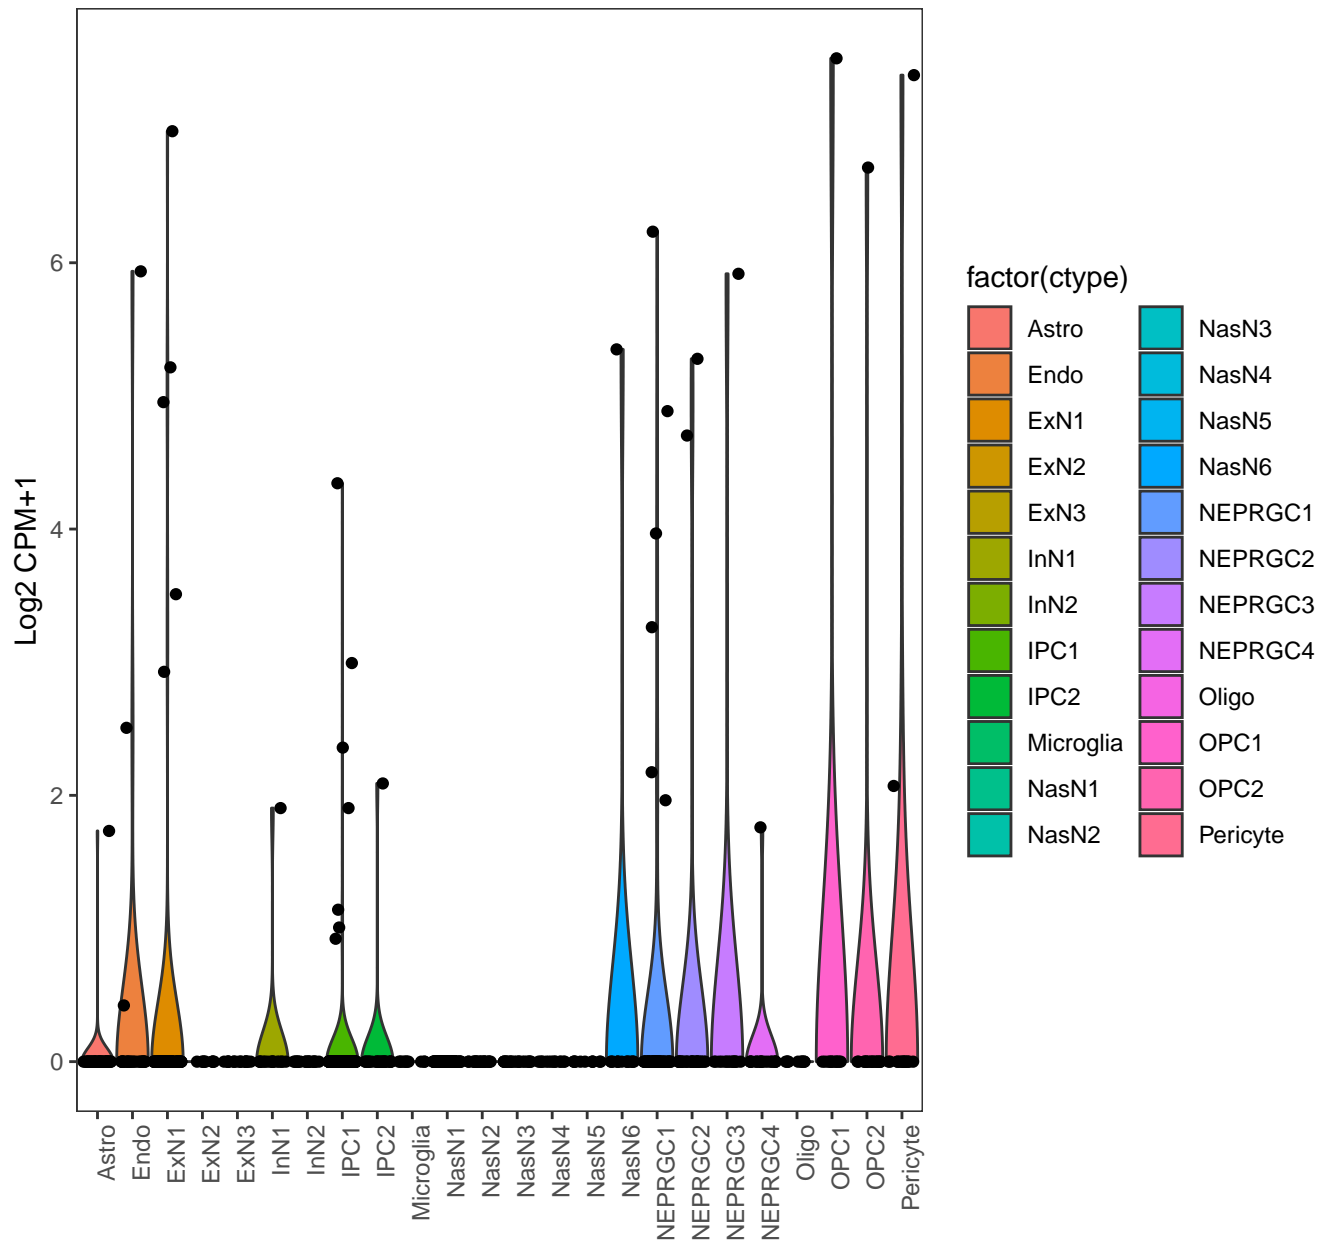 Log2 CPM+1
6
4
2
0
Astro
Endo
ExN1
ExN2
ExN3
InN1
InN2
IPC1
IPC2
Microglia
NasN1
NasN2
NasN3
NasN4
NasN5
NasN6
NEPRGC1
NEPRGC2
NEPRGC3
NEPRGC4
Oligo
OPC1
OPC2
Pericyte
factor(ctype)
Astro
Endo
ExN1
ExN2
ExN3
InN1
InN2
IPC1
IPC2
Microglia
NasN1
NasN2
NasN3
NasN4
NasN5
NasN6
NEPRGC1
NEPRGC2
NEPRGC3
NEPRGC4
Oligo
OPC1
OPC2
Pericyte